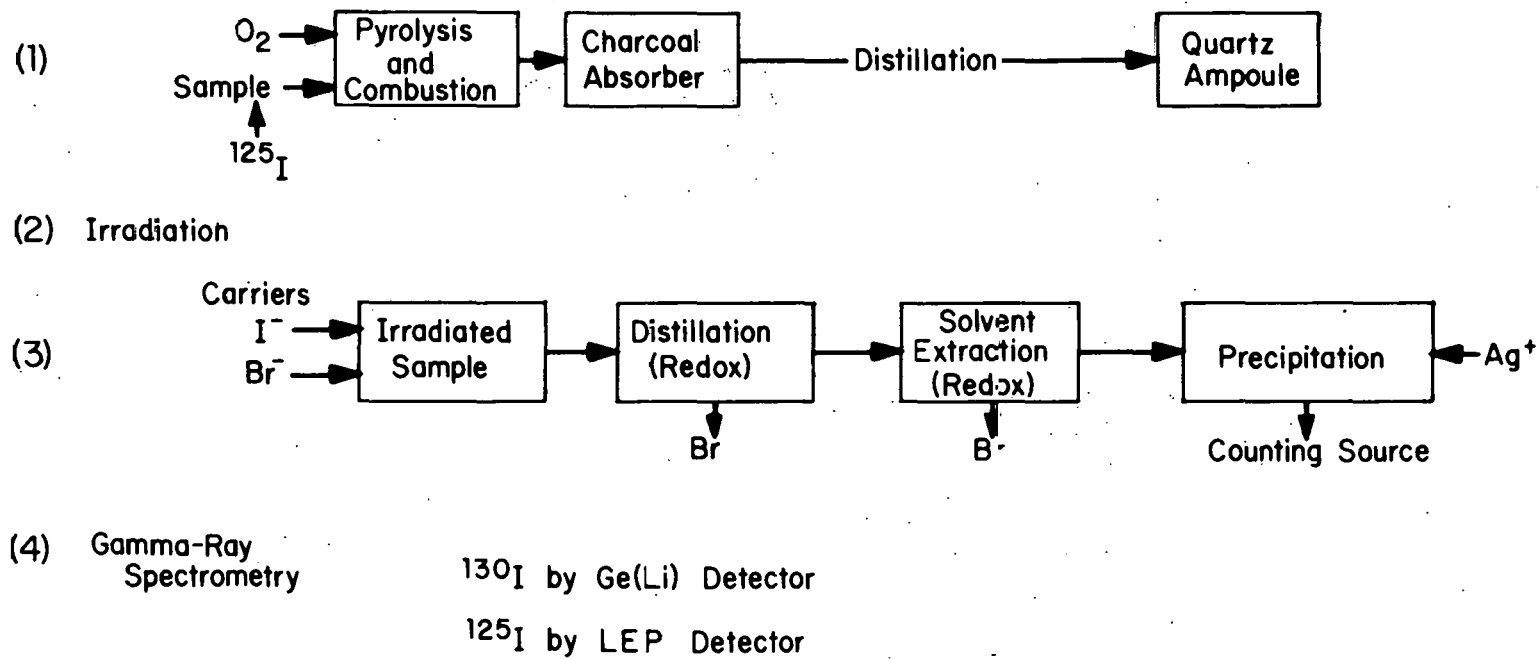 (1)
O2
Sample
125I
Pyrolysis
and
Combustion
Charcoal
Absorber
Distillation
Quartz
Ampoule
(2) Irradiation
(3)
Carriers
I-
Br-
Irradiated
Sample
Distillation
(Redox)
Br
Solvent
Extraction
(Redox)
Precipitation
Ag+
Counting Source
(4) Gamma-Ray
Spectrometry
130I by Ge(Li) Detector
125I by LEP Detector